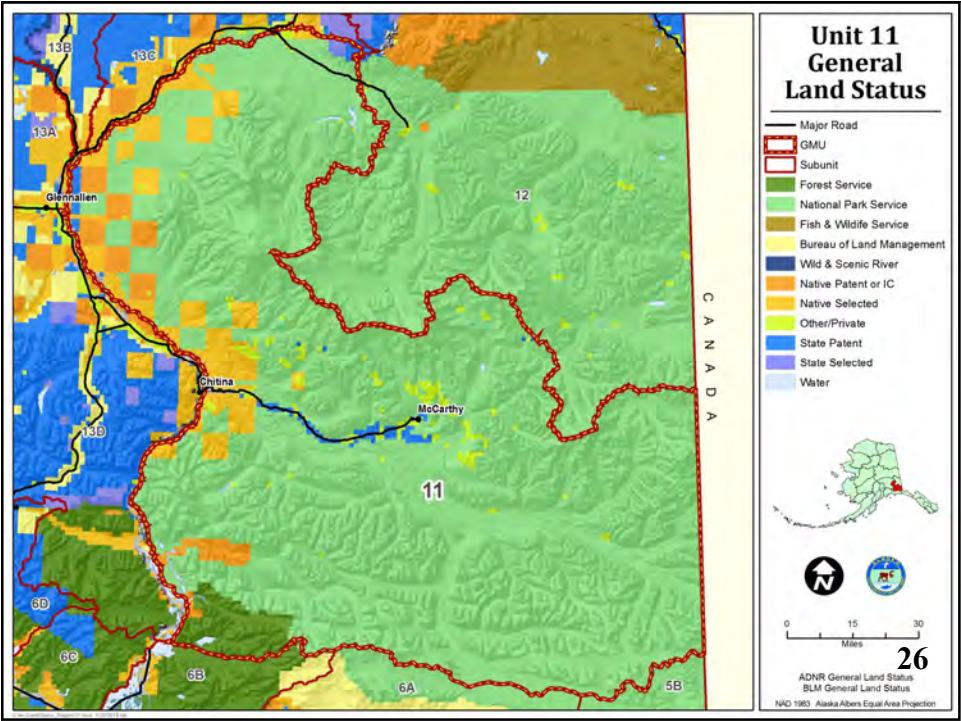 13B
13C
13A
Glennallen
12
CANADA
Chitina
McCarthy
13D
11
6D
6C
6B
6A
5B
Unit 11
General
Land Status
Major Road
GMU
Subunit
Forest Service
National Park Service
Fish & Wildife Service
Bureau of Land Management
Wild & Scenic River
Native Patent or IC
Native Selected
Other/Private
State Patent
State Selected
Water
N
0 15 30
Miles
26
ADNR General Land Status
BLM General Land Status
NAD 1983 Alaska Albers Equal Area Projection